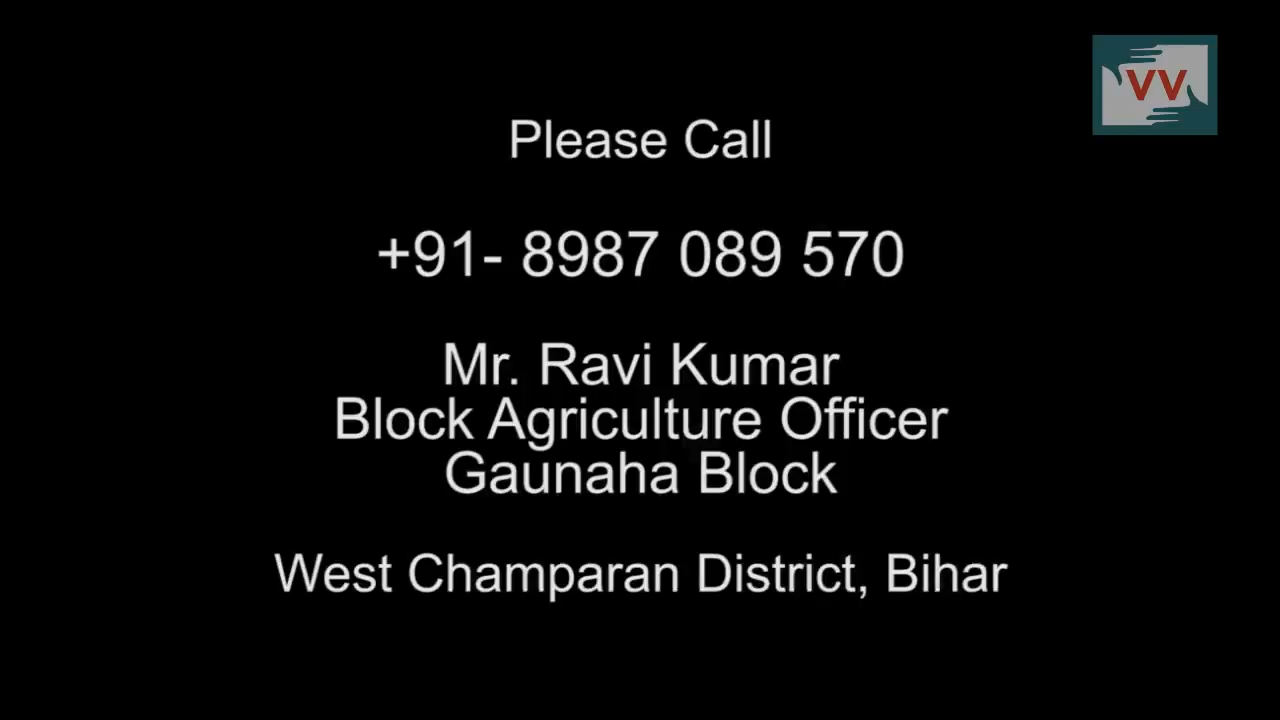 VV
Please Call
+91- 8987 089 570
Mr. Ravi Kumar
Block Agriculture Officer
Gaunaha Block
West Champaran District, Bihar